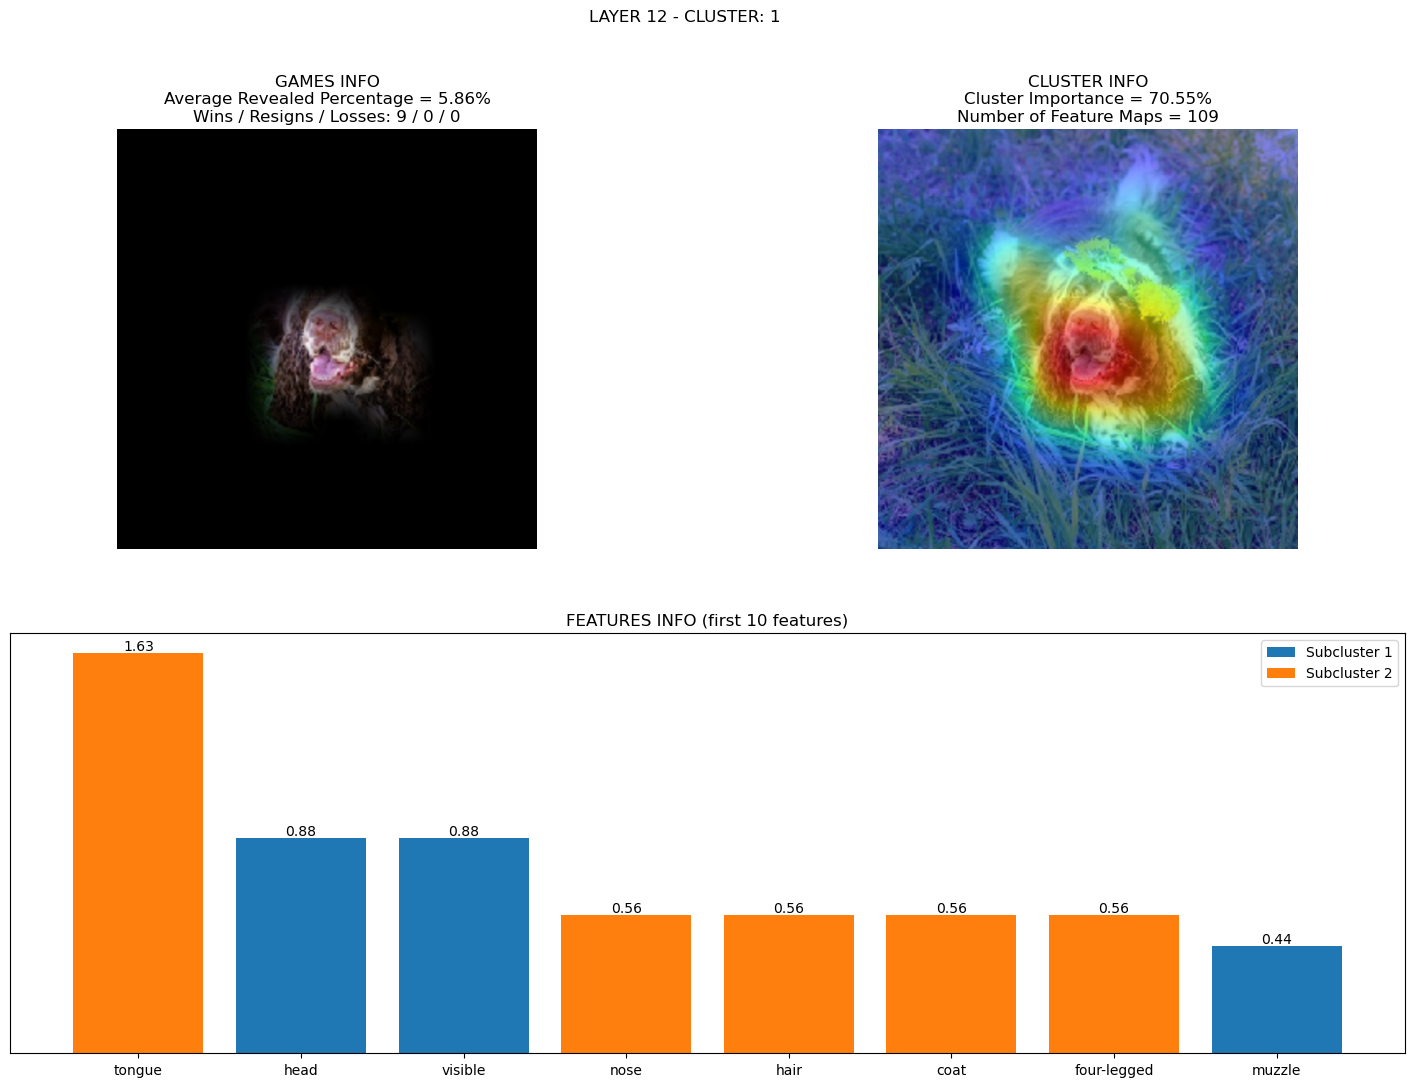 LAYER 12 - CLUSTER: 1
GAMES INFO
Average Revealed Percentage = 5.86%
Wins / Resigns / Losses: 9 / 0 / 0
CLUSTER INFO
Cluster Importance = 70.55%
Number of Feature Maps = 109
FEATURES INFO (first 10 features)
Subcluster 1
Subcluster 2
1.63
0.88
0.88
0.56
0.56
0.56
0.56
0.44
tongue
head
visible
nose
hair
coat
four-legged
muzzle